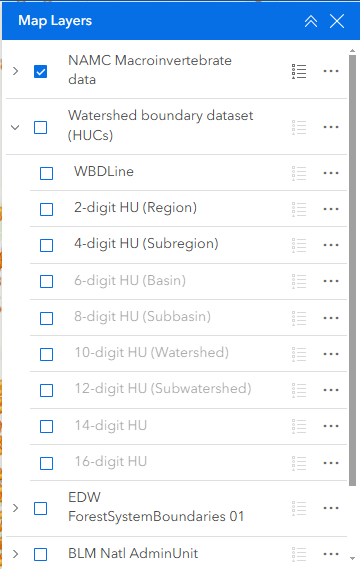 Map Layers
NAMC Macroinvertebrate
data
Watershed boundary dataset
(HUCs)
WBDLine
2-digit HU (Region)
4-digit HU (Subregion)
6-digit HU (Basin)
8-digit HU (Subbasin)
10-digit HU (Watershed)
12-digit HU (Subwatershed)
14-digit HU
16-digit HU
EDW
ForestSystemBoundaries 01
BLM Natl AdminUnit